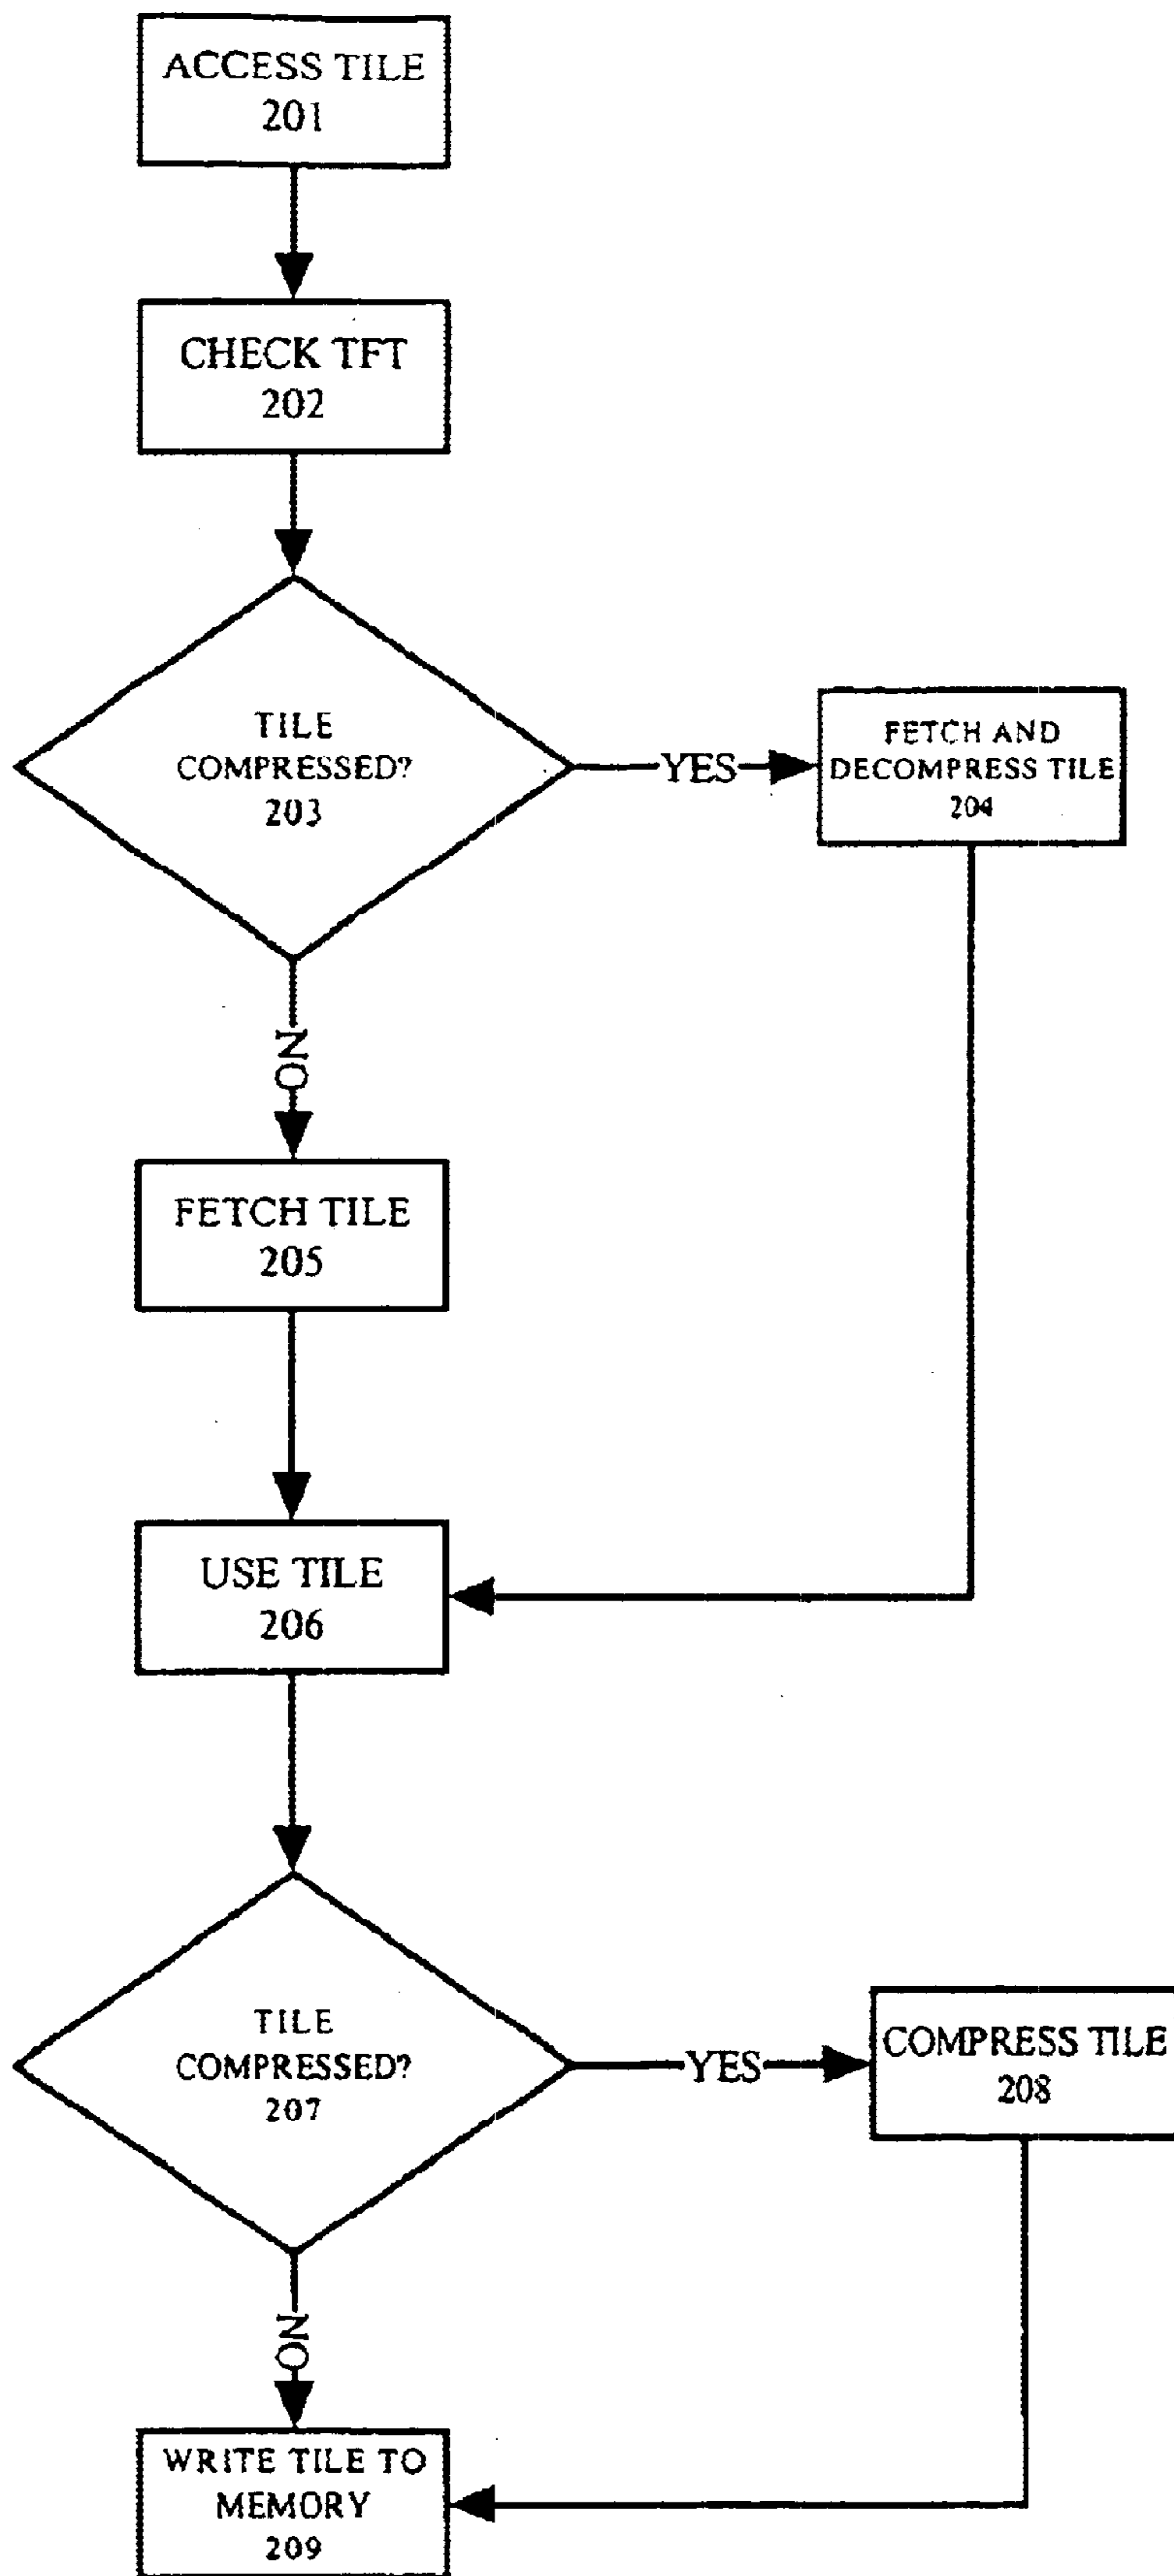 ACCESS TILE
201
CHECK TFT
202
TILE
COMPRESSED?
203
YES
FETCH AND
DECOMPRESS TILE
204
NO
FETCH TILE
205
USE TILE
206
TILE
COMPRESSED?
207
YES
COMPRESS TILE
208
NO
WRITE TILE TO
MEMORY
209